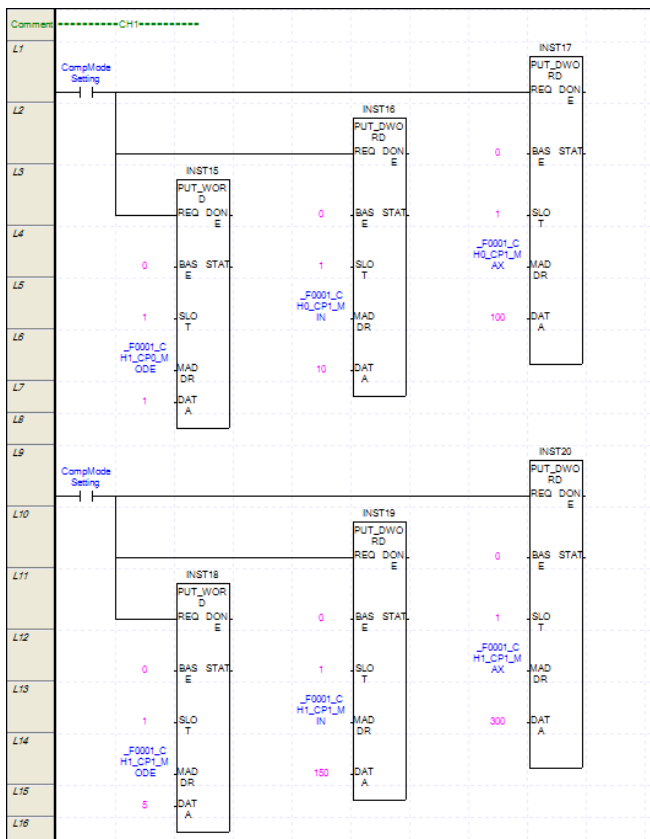 Comment ----------CH1----------
L1
INST17
CompMode
Setting
PUT_DWO
RD
REQ DON
E
L2
INST16
PUT_DWO
RD
REQ DON
E
0
BAS STAT
E
L3
INST15
PUT_WOR
D
REQ DON
E
0
BAS STAT
E
1
SLO
T
L4
0
BAS STAT
E
1
SLO
T
_F0001_C
H0_CP1_M
AX
MAD
DR
L5
1
SLO
T
_F0001_C
H0_CP1_M
IN
MAD
DR
100
DAT
A
L6
_F0001_C
H1_CP0_M
ODE
MAD
DR
10
DAT
A
L7
1
DAT
A
L8
L9
INST20
CompMode
Setting
PUT_DWO
RD
REQ DON
E
L10
INST19
PUT_DWO
RD
REQ DON
E
0
BAS STAT
E
L11
INST18
PUT_WOR
D
REQ DON
E
0
BAS STAT
E
1
SLO
T
L12
0
BAS STAT
E
1
SLO
T
_F0001_C
H1_CP1_M
AX
MAD
DR
L13
1
SLO
T
_F0001_C
H1_CP1_M
IN
MAD
DR
300
DAT
A
L14
_F0001_C
H1_CP1_M
ODE
MAD
DR
150
DAT
A
L15
5
DAT
A
L16